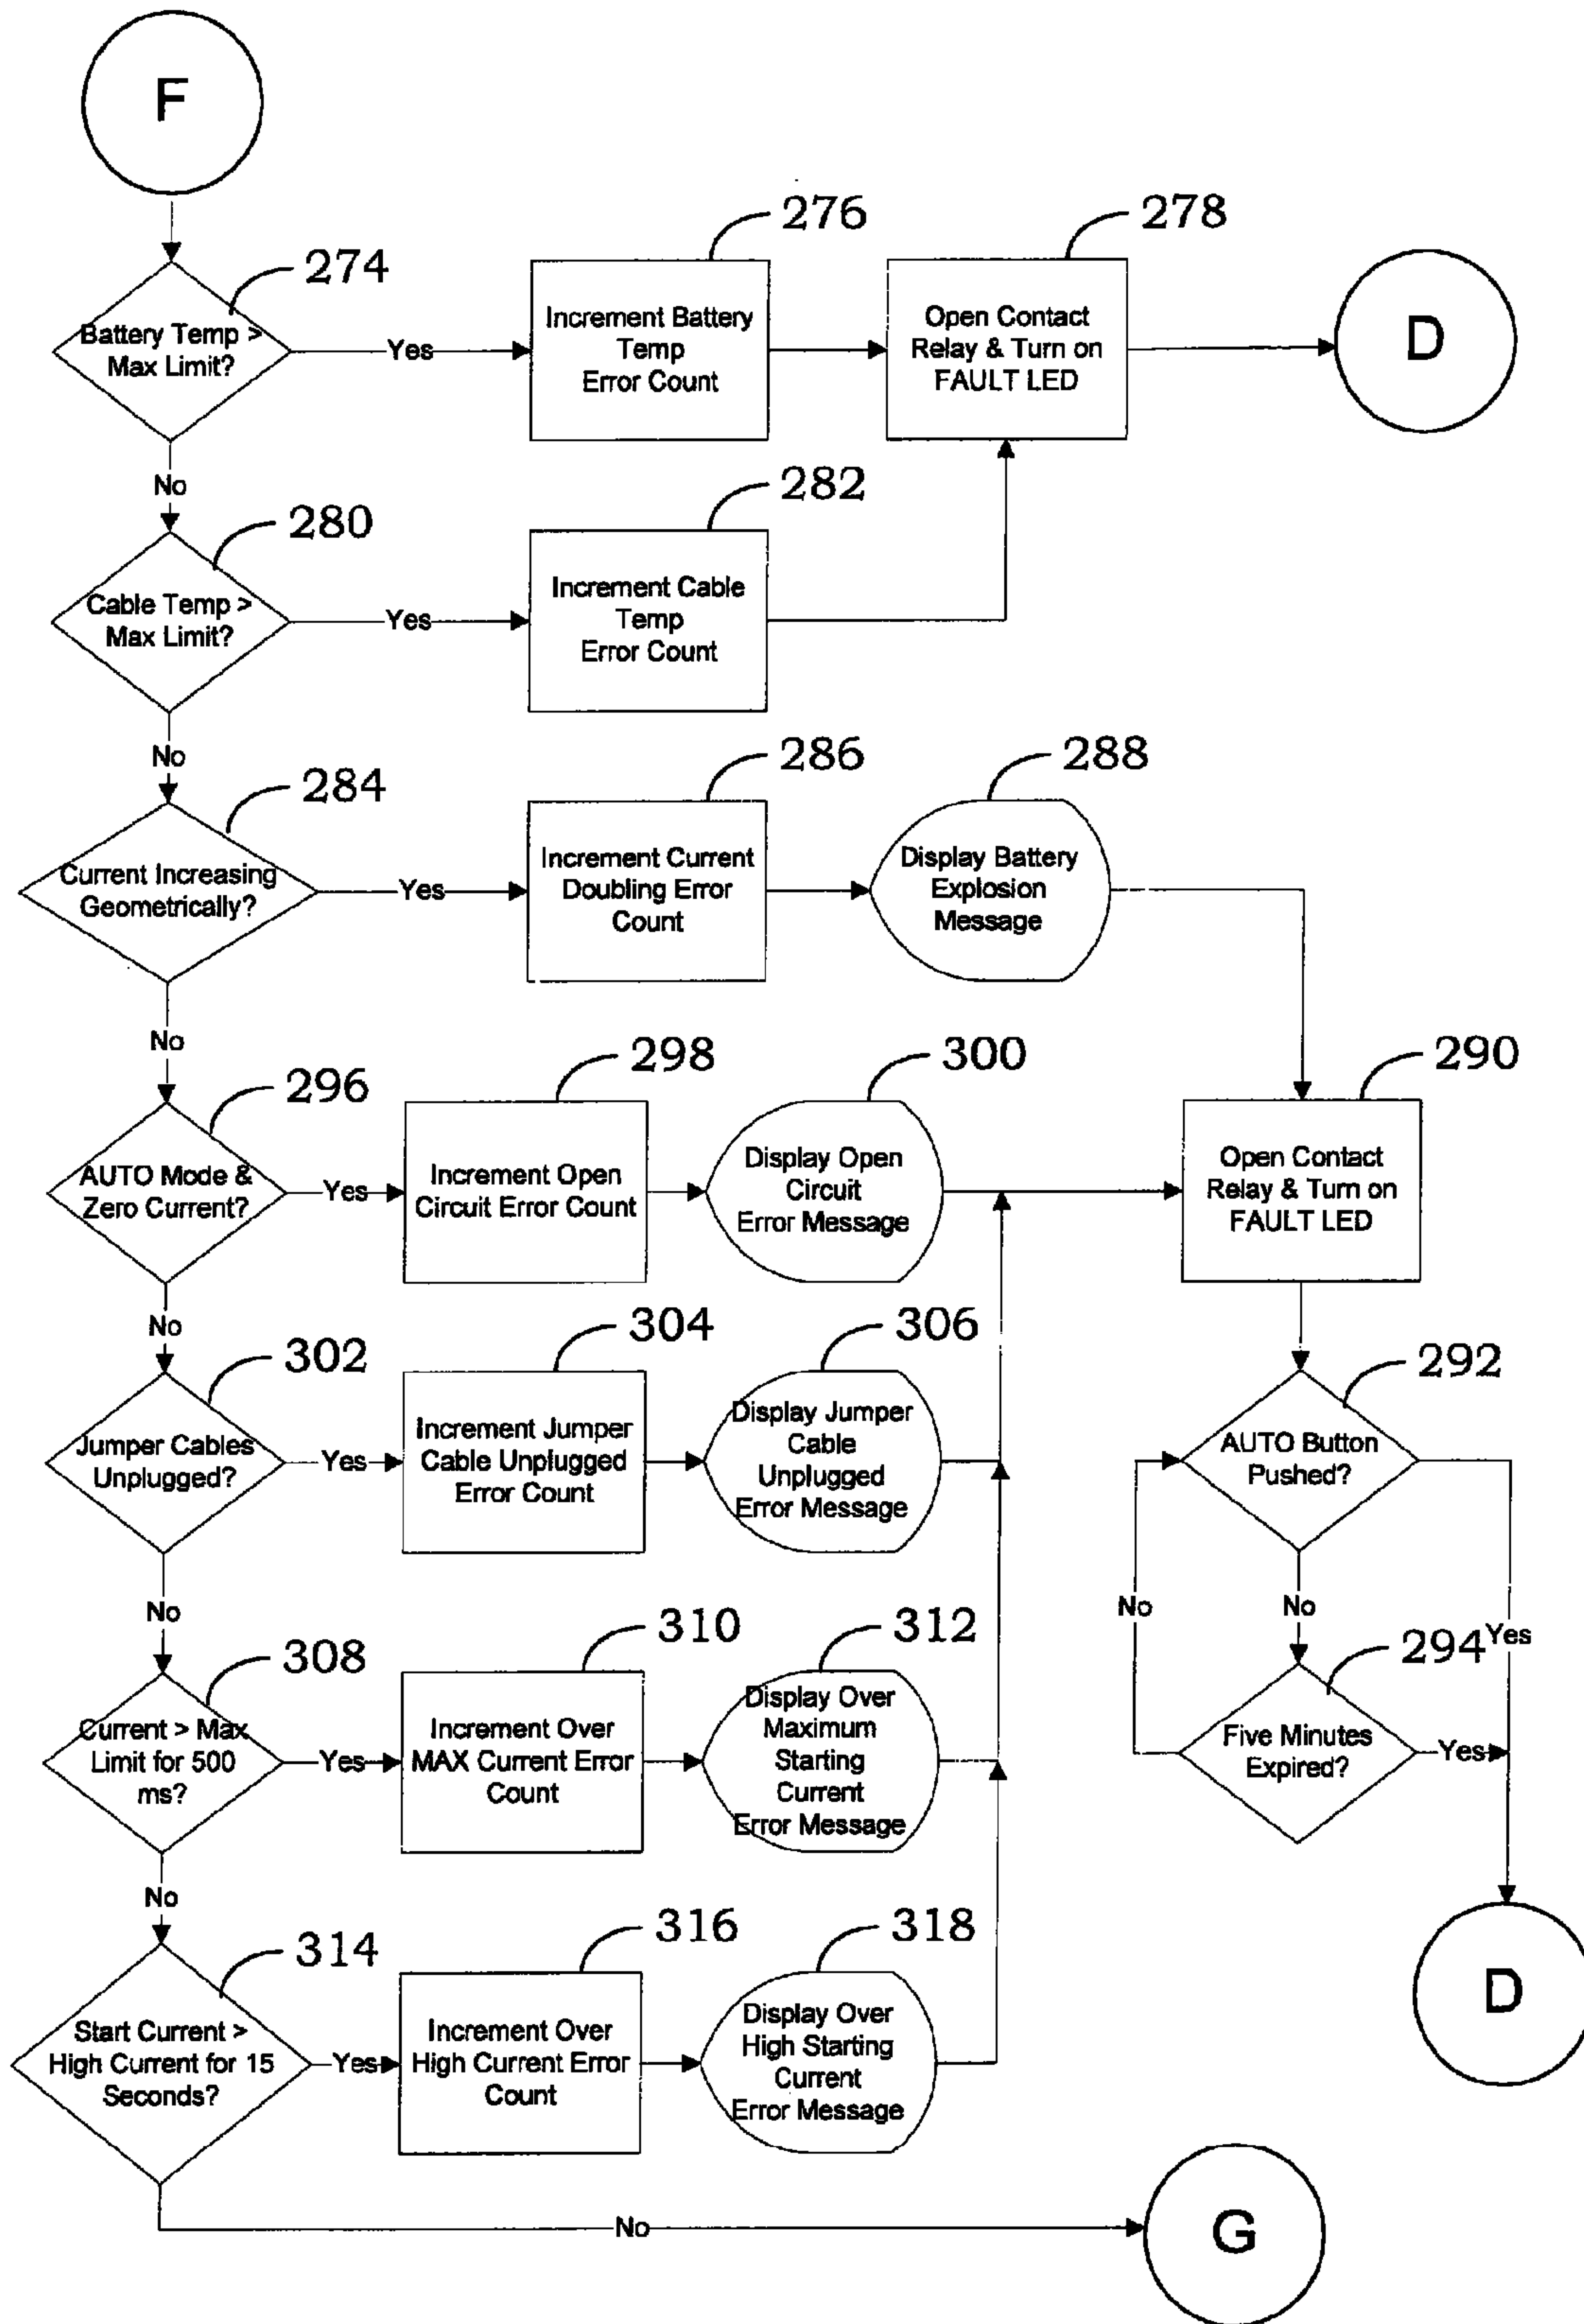 F
274
Battery Temp >
Max Limit?
Yes
276
Increment Battery
Temp
Error Count
278
Open Contact
Relay & Turn on
FAULT LED
D
No
280
Cable Temp >
Max Limit?
Yes
282
Increment Cable
Temp
Error Count
No
284
Current Increasing
Geometrically?
Yes
286
Increment Current
Doubling Error
Count
288
Display Battery
Explosion
Message
No
296
AUTO Mode &
Zero Current?
Yes
298
Increment Open
Circuit Error Count
300
Display Open
Circuit
Error Message
290
Open Contact
Relay & Turn on
FAULT LED
No
302
Jumper Cables
Unplugged?
Yes
304
Increment Jumper
Cable Unplugged
Error Count
306
Display Jumper
Cable
Unplugged
Error Message
292
AUTO Button
Pushed?
No
No
Yes
No
308
Current > Max
Limit for 500
ms?
Yes
310
Increment Over
MAX Current Error
Count
312
Display Over
Maximum
Starting
Current
Error Message
294
Five Minutes
Expired?
Yes
No
314
Start Current >
High Current for 15
Seconds?
Yes
316
Increment Over
High Current Error
Count
318
Display Over
High Starting
Current
Error Message
D
No
G